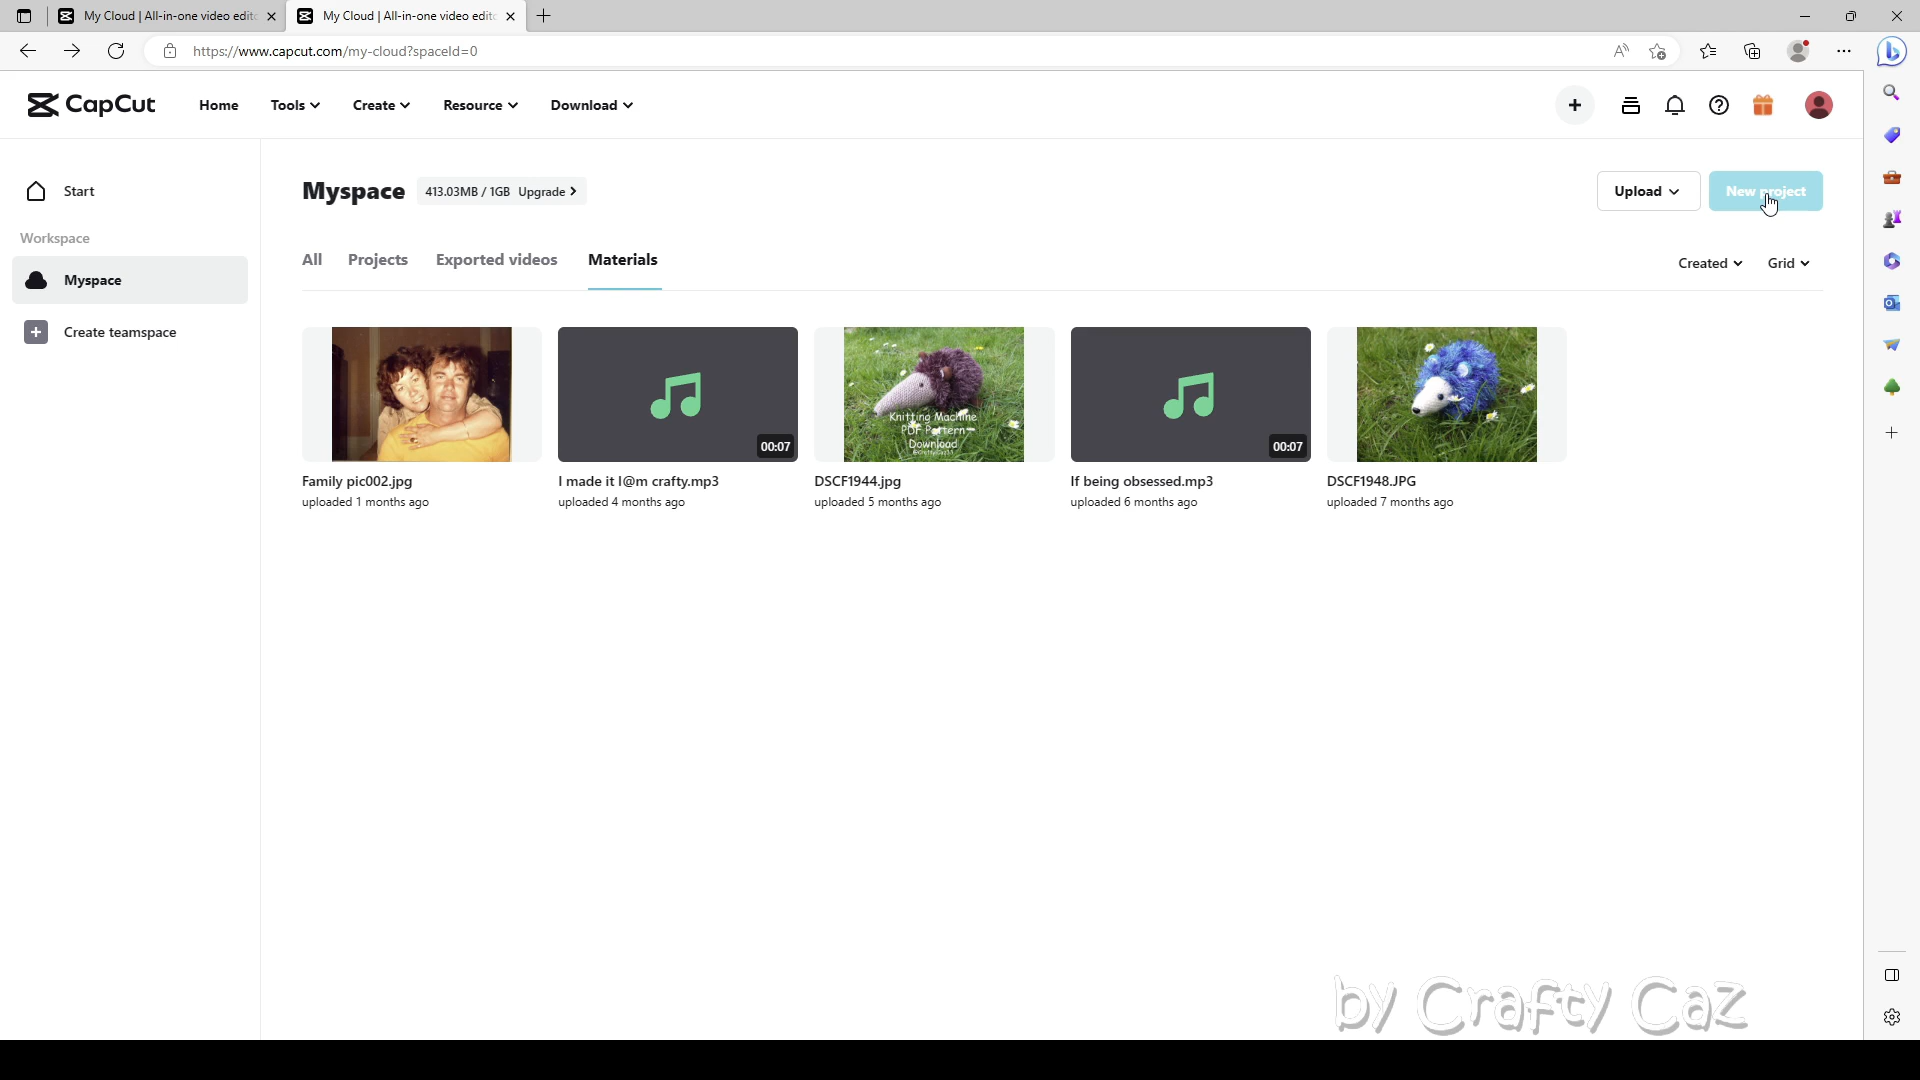 My Cloud | All-in-one video edit
My Cloud | All-in-one video edit
https://www.capcut.com/my-cloud?spaceId=0
CapCut
Home
Tools
Create
Resource
Download
Start
Workspace
Myspace
Create teamspace
Myspace
413.03MB / 1GB Upgrade >
Upload
New project
All
Projects
Exported videos
Materials
Created
Grid
Knitting Machine
PDF Pattern
Download
00:07
00:07
Family pic002.jpg
uploaded 1 months ago
I made it I@m crafty.mp3
uploaded 4 months ago
DSCF1944.jpg
uploaded 5 months ago
If being obsessed.mp3
uploaded 6 months ago
DSCF1948.JPG
uploaded 7 months ago
by Crafty Caz